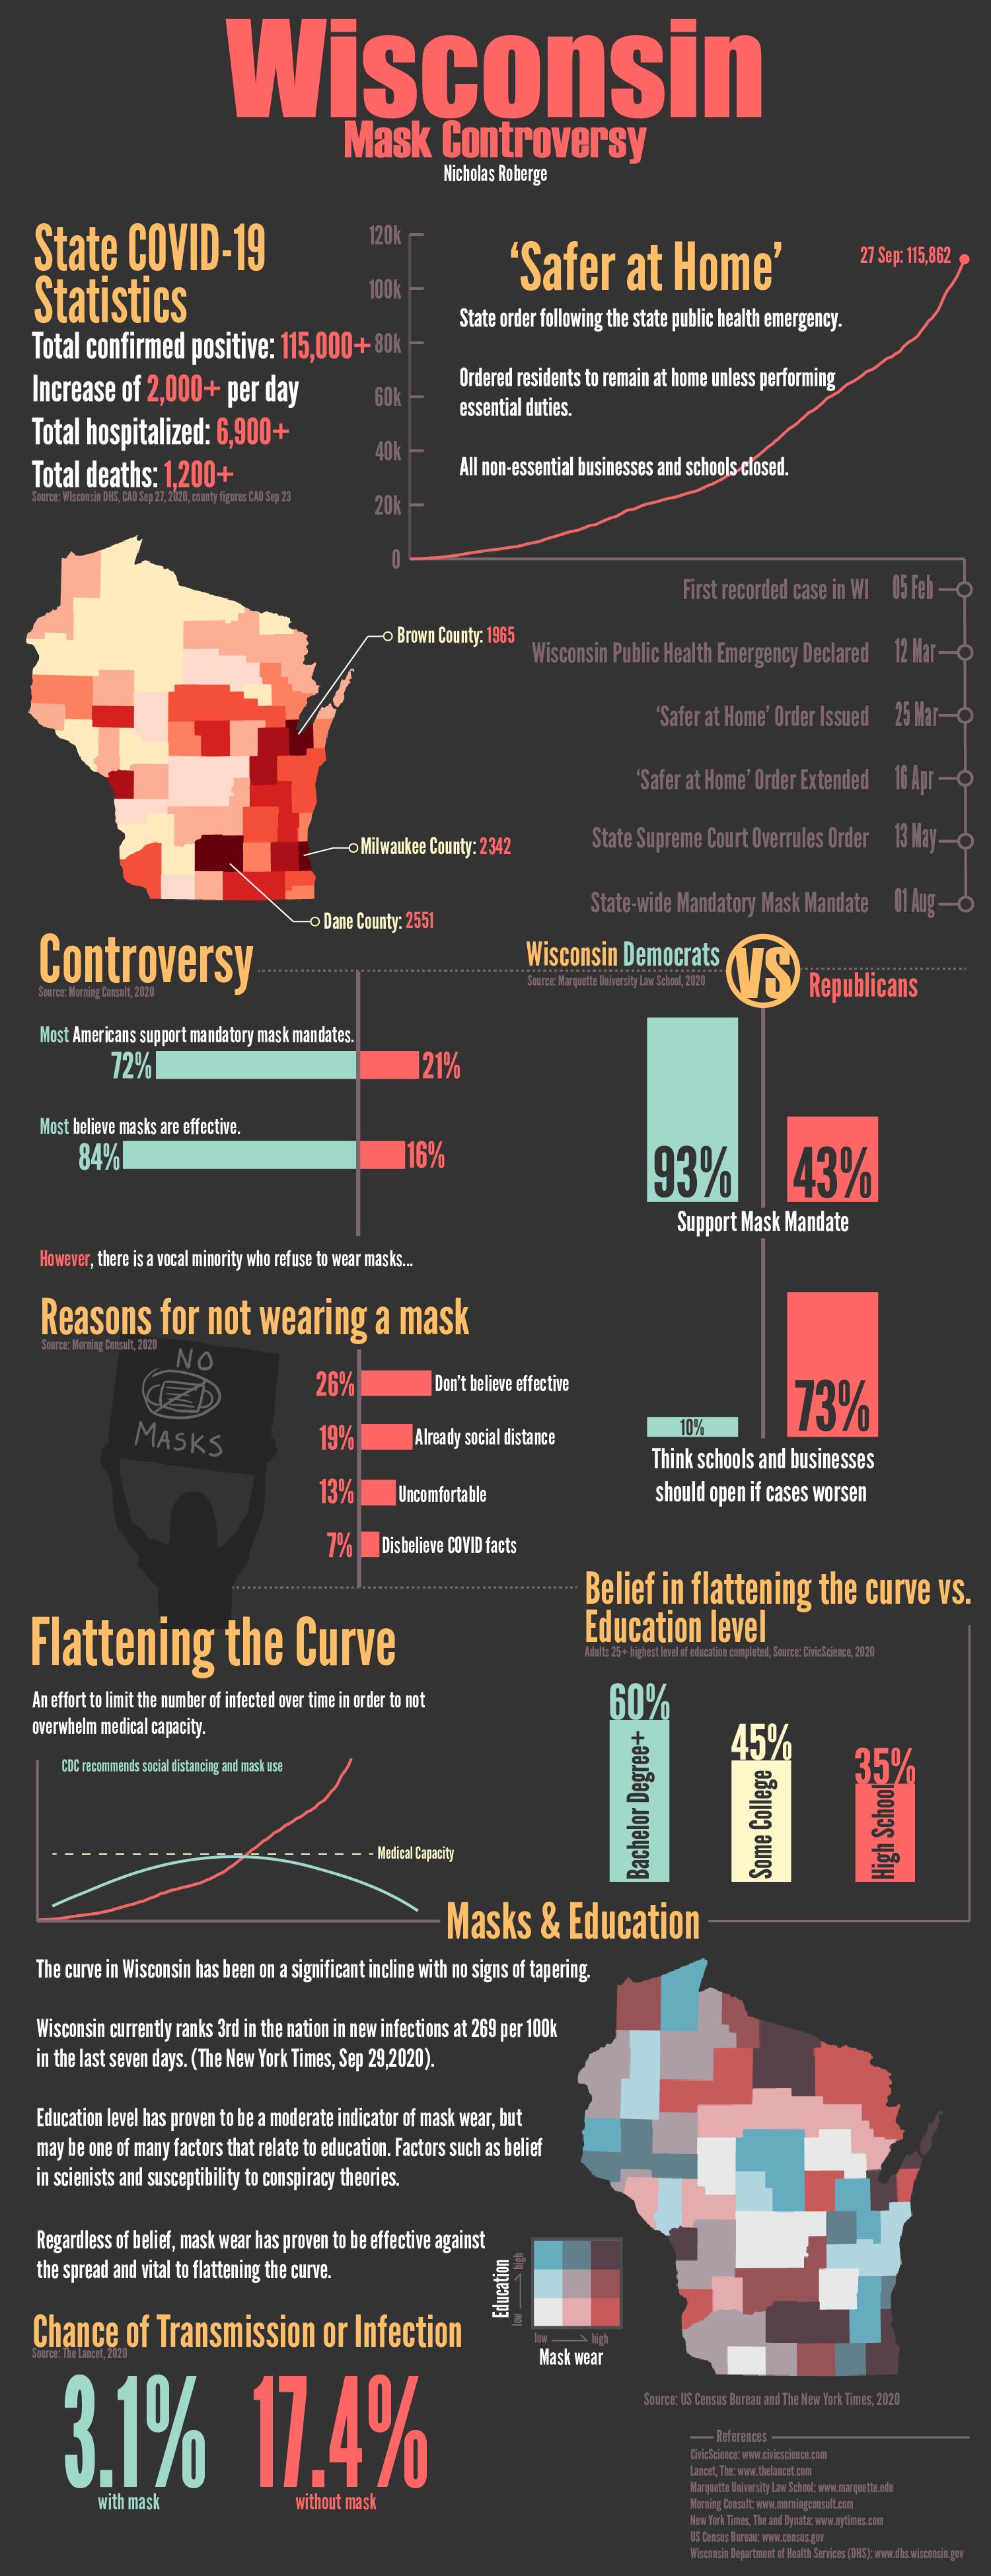 Wisconsin
Mask Controversy
Nicholas Roberge
State COVID-19
Statistics
Total confirmed positive: 115,000+
Increase of 2,000+ per day
Total hospitalized: 6,900+
Total deaths: 1,200+
Source: WIsconsin DHS, CAO Sep 27, 2020, county figures CAO Sep 23
120k
100k
80k
60k
40k
20k
0
'Safer at Home'
27 Sep: 115,862
State order following the state public health emergency.
Ordered residents to remain at home unless performing
essential duties.
All non-essential businesses and schools closed.
First recorded case in WI 05 Feb
Wisconsin Public Health Emergency Declared 12 Mar
'Safer at Home' Order Issued 25 Mar
'Safer at Home' Order Extended 16 Apr
State Supreme Court Overrules Order 13 May
State-wide Mandatory Mask Mandate 01 Aug
Brown County: 1965
Milwaukee County: 2342
Dane County: 2551
Controversy
Source: Morning Consult, 2020
Most Americans support mandatory mask mandates.
72% 21%
Most believe masks are effective.
84% 16%
However, there is a vocal minority who refuse to wear masks...
Wisconsin Democrats
VS
Republicans
Source: Marquette University Law School, 2020
93% 43%
Support Mask Mandate
10% 73%
Think schools and businesses
should open if cases worsen
Reasons for not wearing a mask
Source: Morning Consult, 2020
NO
MASKS
26% Don't believe effective
19% Already social distance
13% Uncomfortable
7% Disbelieve COVID facts
Flattening the Curve
An effort to limit the number of infected over time in order to not
overwhelm medical capacity.
CDC recommends social distancing and mask use
Medical Capacity
Belief in flattening the curve vs.
Education level
Adults 25+ highest level of education completed, Source: CivicScience, 2020
60%
Bachelor Degree+
45%
Some College
35%
High School
Masks & Education
The curve in Wisconsin has been on a significant incline with no signs of tapering.
Wisconsin currently ranks 3rd in the nation in new infections at 269 per 100k
in the last seven days. (The New York Times, Sep 29,2020).
Education level has proven to be a moderate indicator of mask wear, but
may be one of many factors that relate to education. Factors such as belief
in scienists and susceptibility to conspiracy theories.
Regardless of belief, mask wear has proven to be effective against
the spread and vital to flattening the curve.
Education
low high
low high
Mask wear
Chance of Transmission or Infection
Source: The Lancet, 2020
3.1%
with mask
17.4%
without mask
Source: US Census Bureau and The New York Times, 2020
References
CivicScience: www.civicscience.com
Lancet, The: www.thelancet.com
Marquette University Law School: www.marquette.edu
Morning Consult: www.morningconsult.com
New York Times, The and Dynata: www.nytimes.com
US Census Bureau: www.census.gov
Wisconsin Department of Health Services (DHS): www.dhs.wisconsin.gov